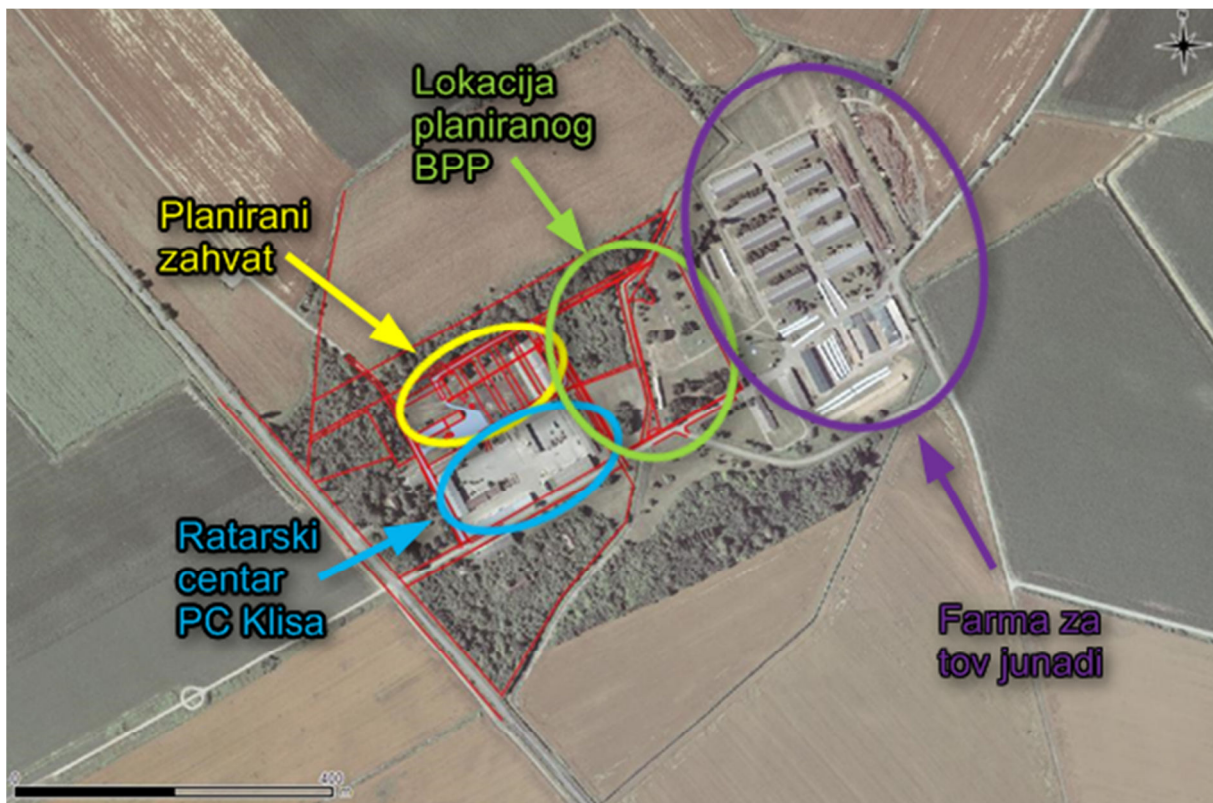 Lokacija
planiranog
BPP
Planirani
zahvat
Ratarski
centar
PC Klisa
Farma za
tov junadi
0 400
m